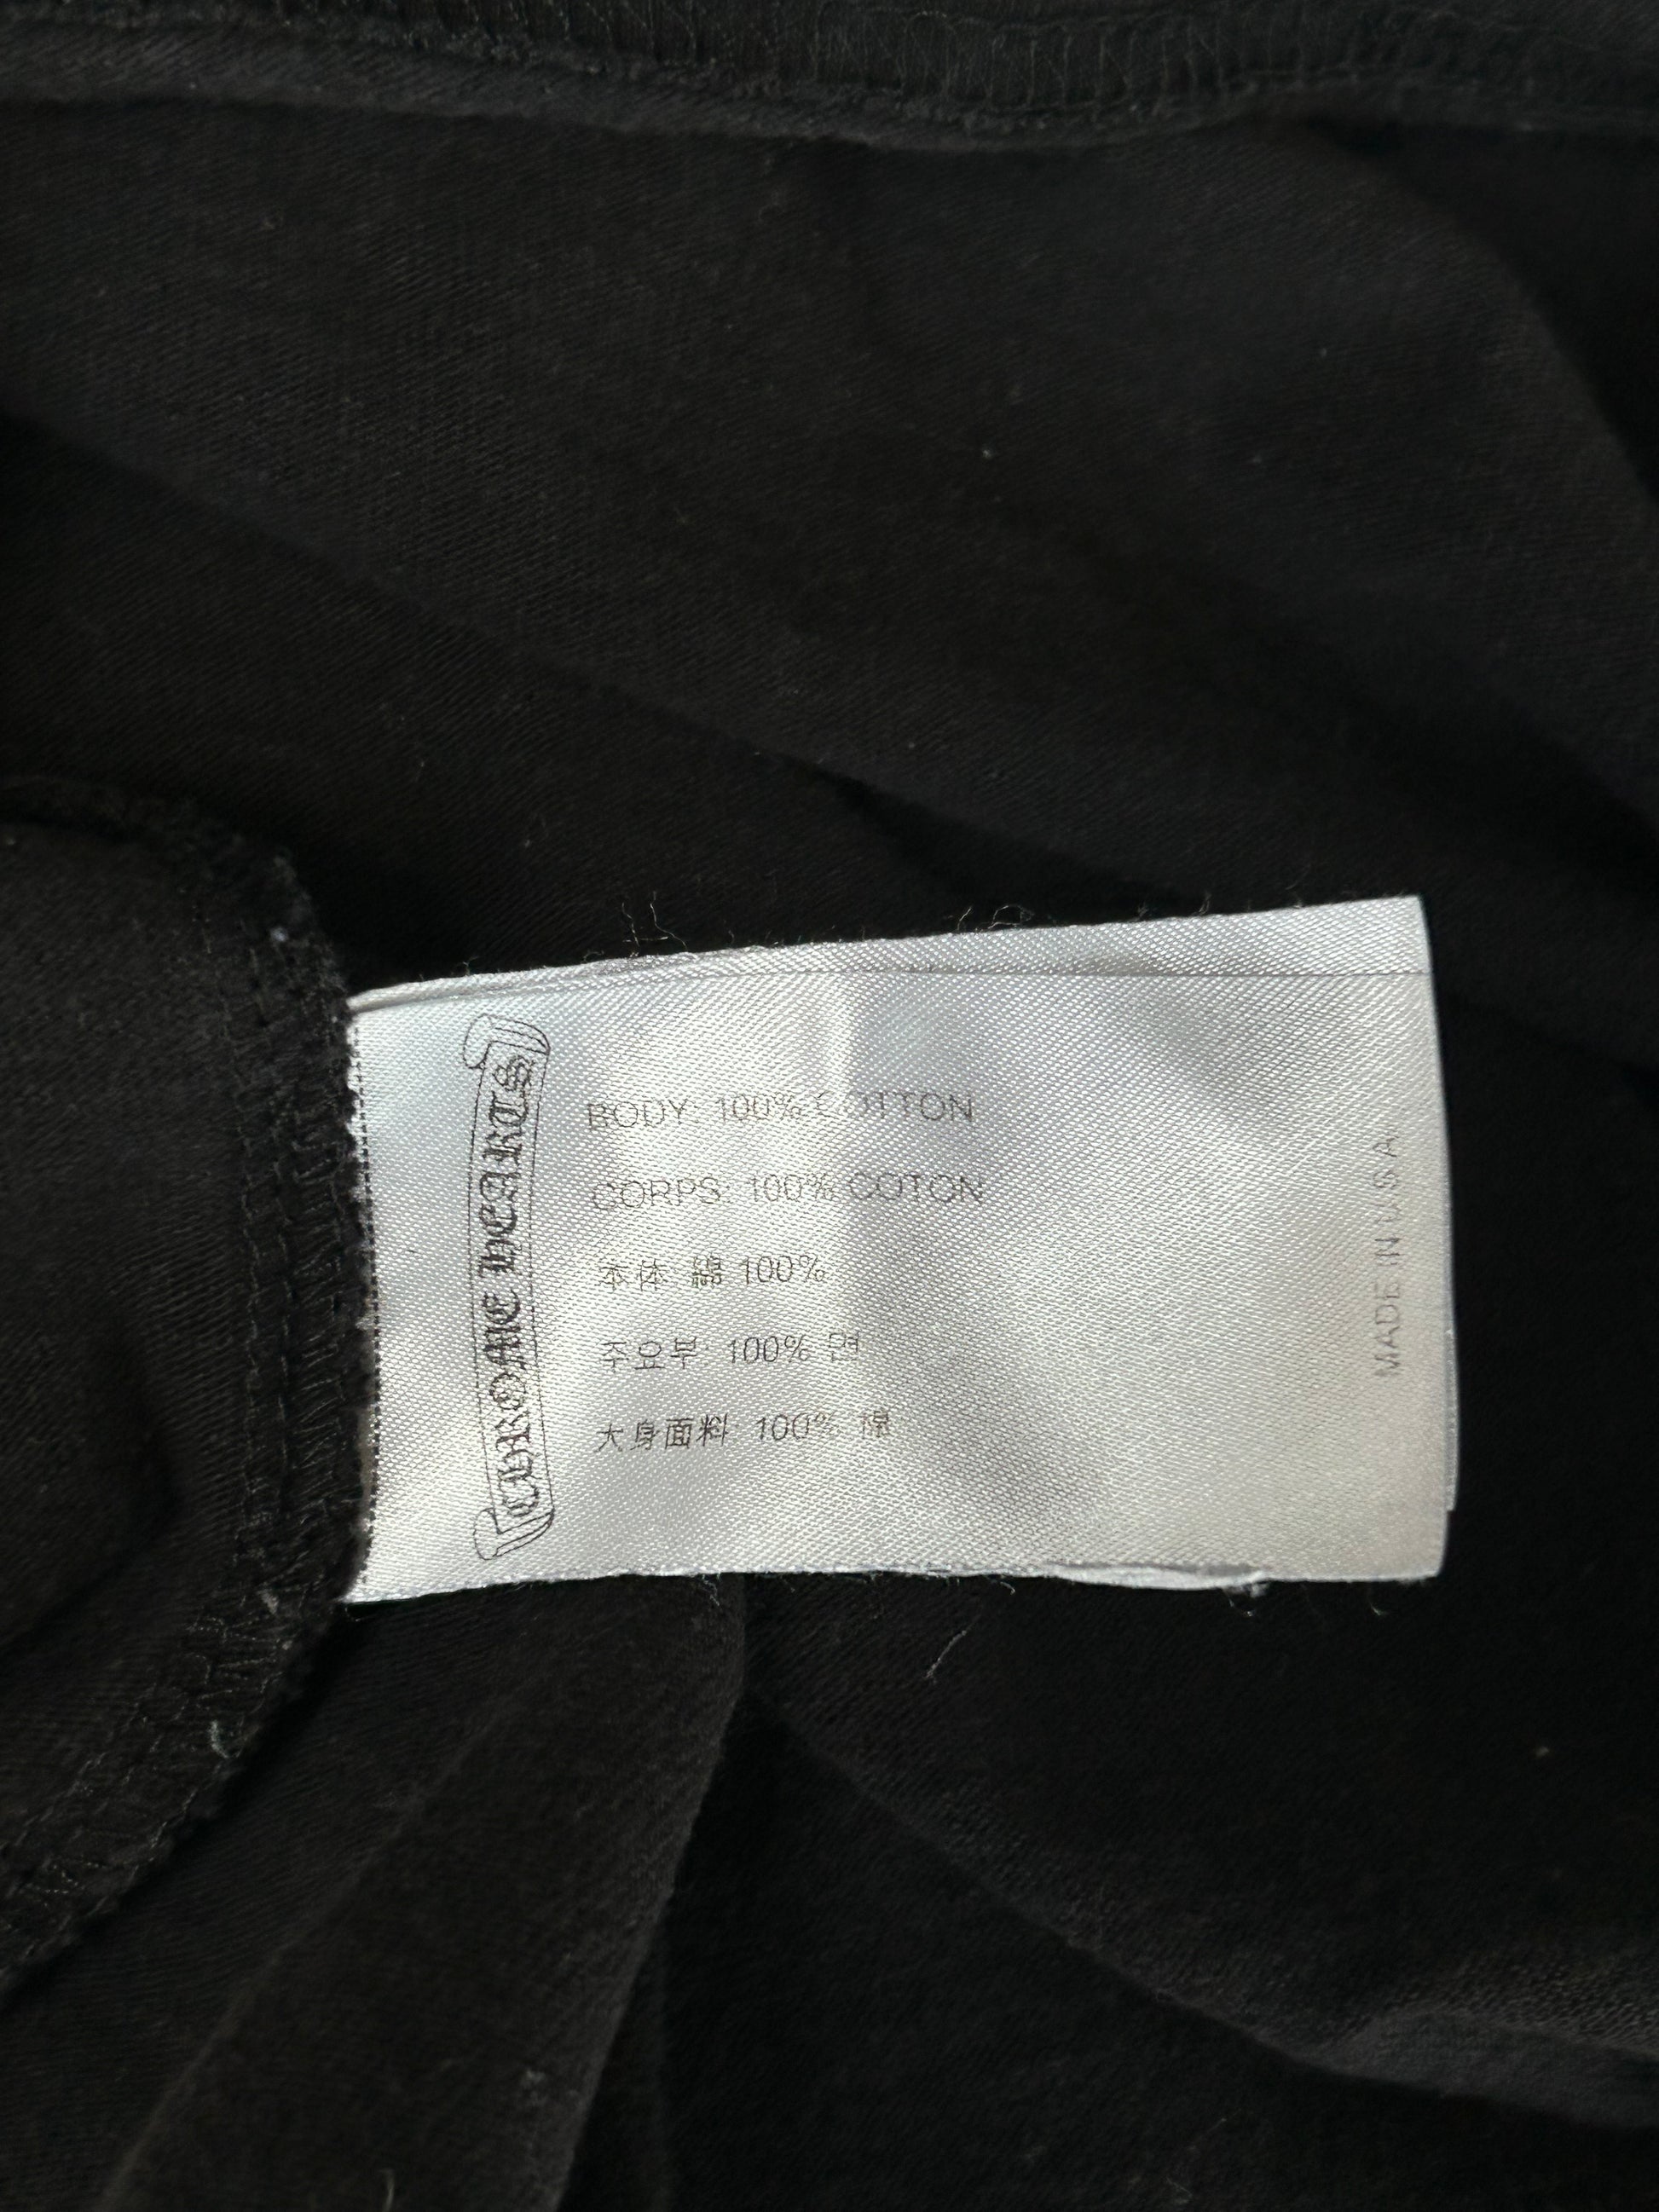 CHROME HEARTS
BODY: 100% COTTON
CORPS: 100% COTON
本体 綿 100%
주요부: 100% 면
大身面料 100% 棉
MADE IN U.S.A.